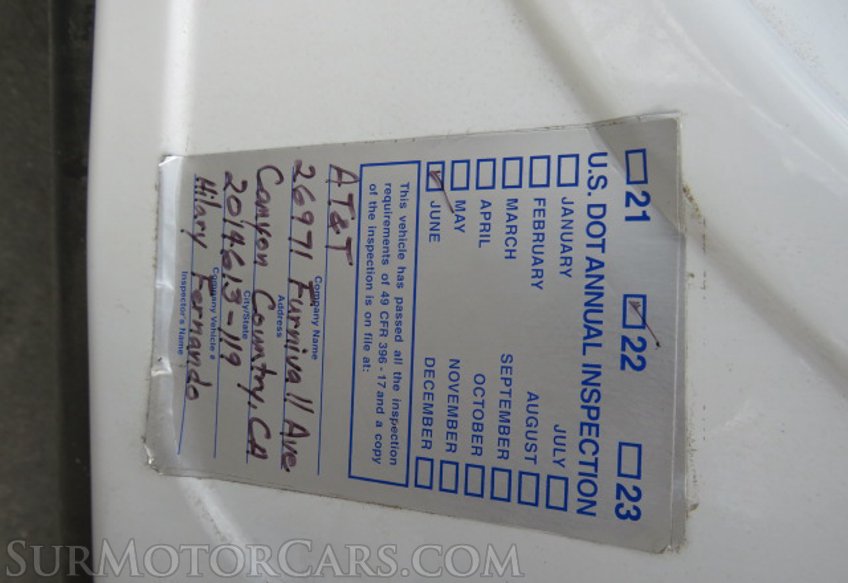 21 22 23
U.S. DOT ANNUAL INSPECTION
JANUARY JULY
FEBRUARY AUGUST
MARCH SEPTEMBER
APRIL OCTOBER
MAY NOVEMBER
JUNE DECEMBER
This vehicle has passed all the inspection
requirements of 49 CFR 396 - 17 and a copy
of the inspection is on file at:
AT&T
Company Name
26971 Furnivall Ave.
Address
Canyon Country, CA
City/State
2014613-119
Company Vehicle #
Hilary Fernando
Inspector's Name
SurMotorCars.com